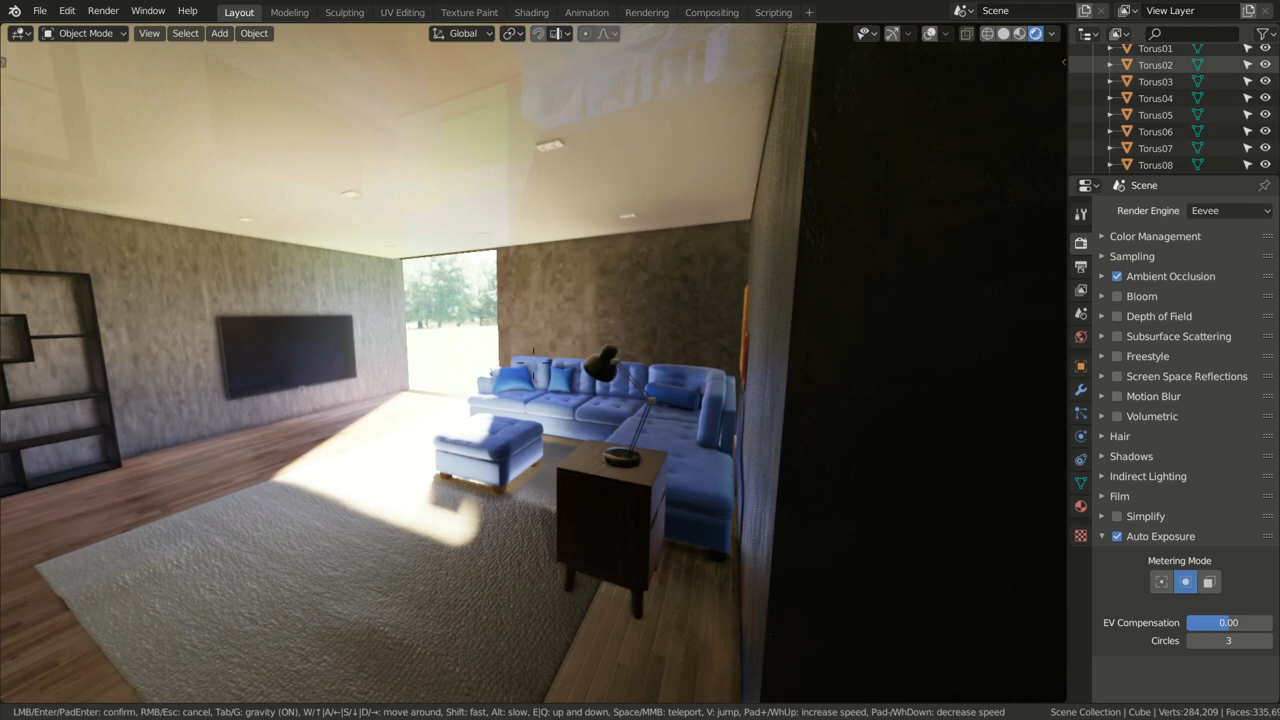 File Edit Render Window Help Layout Modeling Sculpting UV Editing Texture Paint Shading Animation Rendering Compositing Scripting + Scene View Layer
Object Mode View Select Add Object Global
Torus01
Torus02
Torus03
Torus04
Torus05
Torus06
Torus07
Torus08
Scene
Render Engine Eevee
Color Management
Sampling
Ambient Occlusion
Bloom
Depth of Field
Subsurface Scattering
Freestyle
Screen Space Reflections
Motion Blur
Volumetric
Hair
Shadows
Indirect Lighting
Film
Simplify
Auto Exposure
Metering Mode
EV Compensation 0.00
Circles 3
LMB/Enter/PadEnter: confirm, RMB/Esc: cancel, Tab/G: gravity (ON), W/↑|A/←|S/↓|D/→: move around, Shift: fast, Alt: slow, E|Q: up and down, Space/MMB: teleport, V: jump, Pad+/WhUp: increase speed, Pad-/WhDown: decrease speed Scene Collection | Cube | Verts:284,209 | Faces:335,6